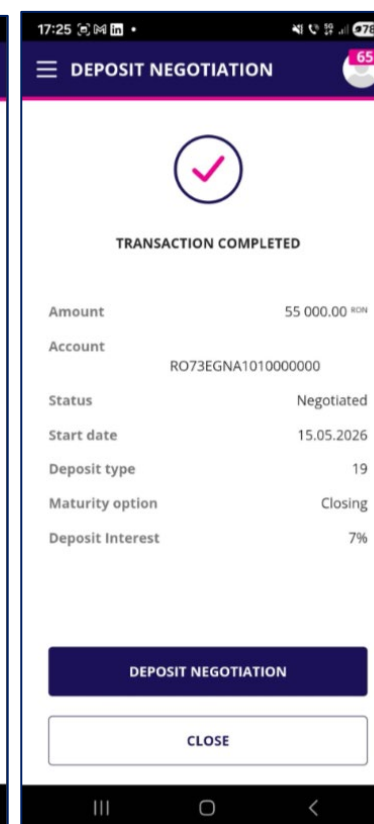 17:25
DEPOSIT NEGOTIATION
65
TRANSACTION COMPLETED
Amount 55 000.00 RON
Account
RO73EGNA1010000000
Status Negotiated
Start date 15.05.2026
Deposit type 19
Maturity option Closing
Deposit Interest 7%
DEPOSIT NEGOTIATION
CLOSE